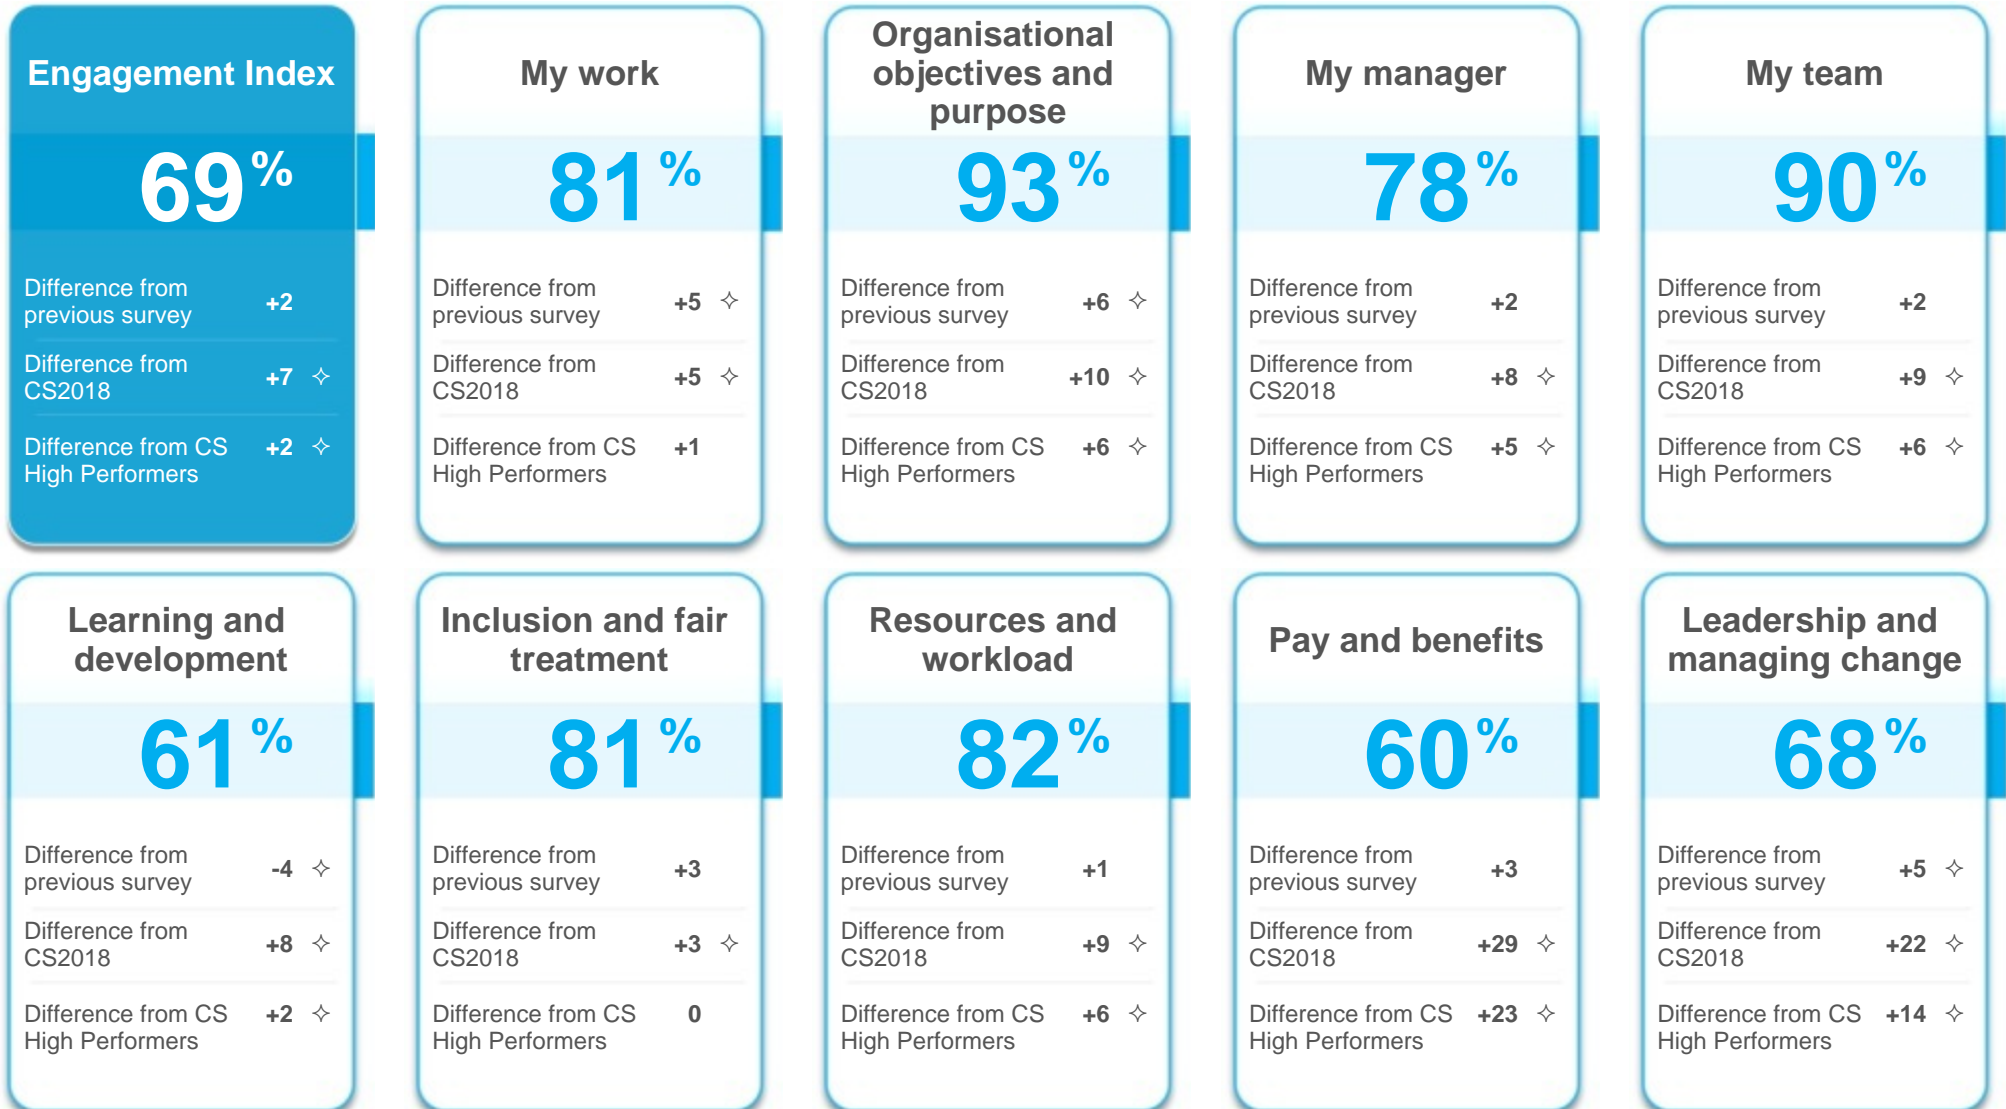 Engagement Index
69%
Difference from
previous survey +2
Difference from
CS2018 +7 ✧
Difference from CS
High Performers +2 ✧
My work
81%
Difference from
previous survey +5 ✧
Difference from
CS2018 +5 ✧
Difference from CS
High Performers +1
Organisational
objectives and
purpose
93%
Difference from
previous survey +6 ✧
Difference from
CS2018 +10 ✧
Difference from CS
High Performers +6 ✧
My manager
78%
Difference from
previous survey +2
Difference from
CS2018 +8 ✧
Difference from CS
High Performers +5 ✧
My team
90%
Difference from
previous survey +2
Difference from
CS2018 +9 ✧
Difference from CS
High Performers +6 ✧
Learning and
development
61%
Difference from
previous survey -4 ✧
Difference from
CS2018 +8 ✧
Difference from CS
High Performers +2 ✧
Inclusion and fair
treatment
81%
Difference from
previous survey +3
Difference from
CS2018 +3 ✧
Difference from CS
High Performers 0
Resources and
workload
82%
Difference from
previous survey +1
Difference from
CS2018 +9 ✧
Difference from CS
High Performers +6 ✧
Pay and benefits
60%
Difference from
previous survey +3
Difference from
CS2018 +29 ✧
Difference from CS
High Performers +23 ✧
Leadership and
managing change
68%
Difference from
previous survey +5 ✧
Difference from
CS2018 +22 ✧
Difference from CS
High Performers +14 ✧